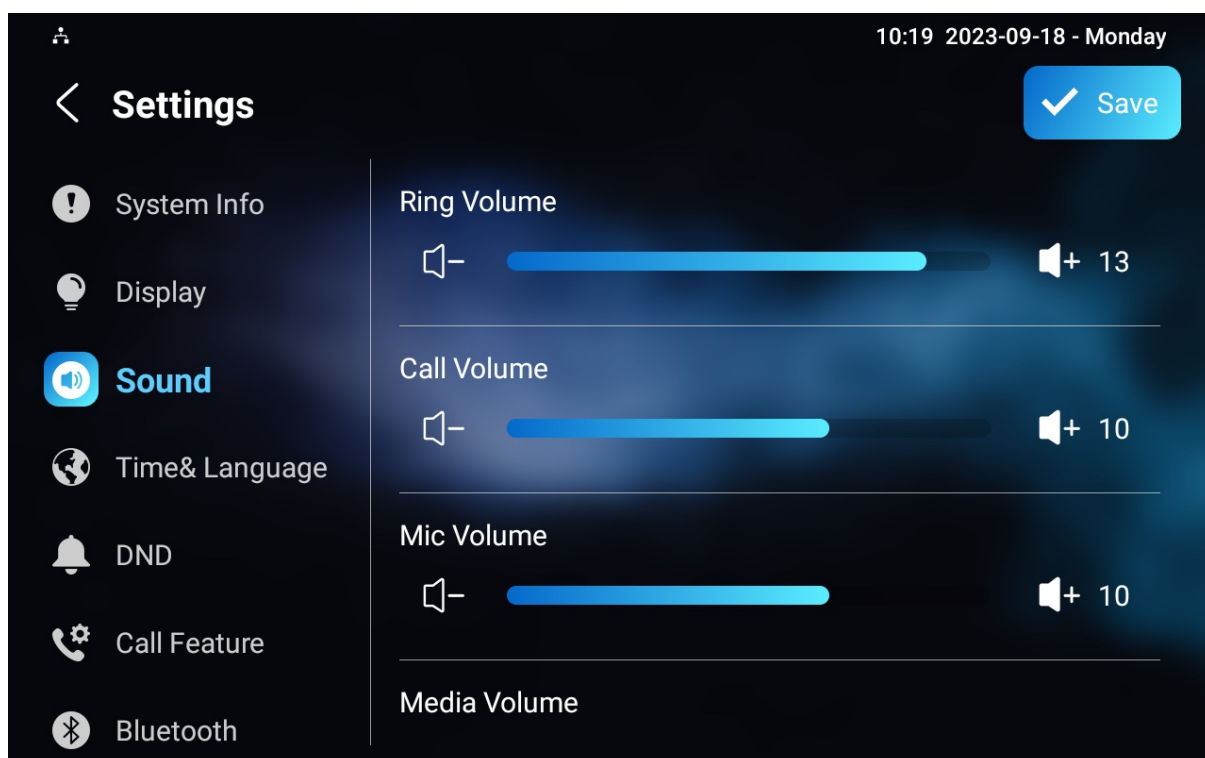 10:19 2023-09-18 - Monday
Settings
Save
System Info
Display
Sound
Time& Language
DND
Call Feature
Bluetooth
Ring Volume
13
Call Volume
10
Mic Volume
10
Media Volume